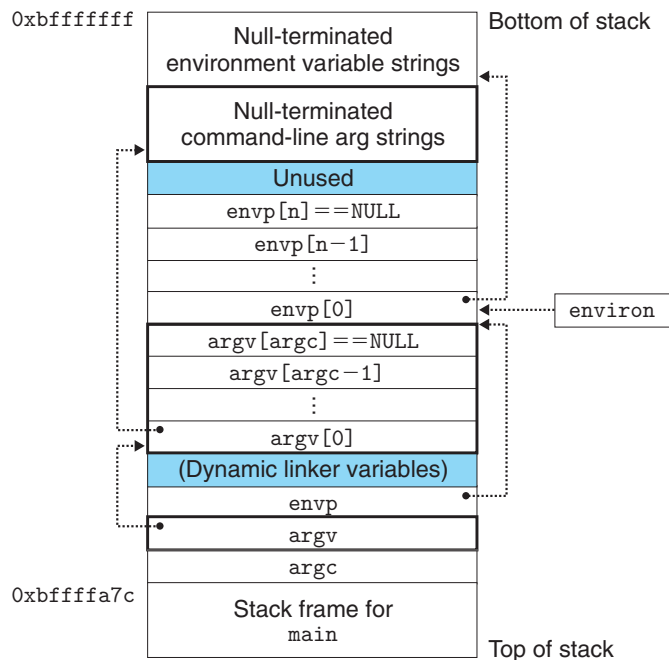 0xbfffffff
Bottom of stack
Null-terminated
environment variable strings
Null-terminated
command-line arg strings
Unused
envp[n]==NULL
envp[n−1]
⋮
envp[0]
environ
argv[argc]==NULL
argv[argc−1]
⋮
argv[0]
(Dynamic linker variables)
envp
argv
argc
0xbffffa7c
Stack frame for
main
Top of stack